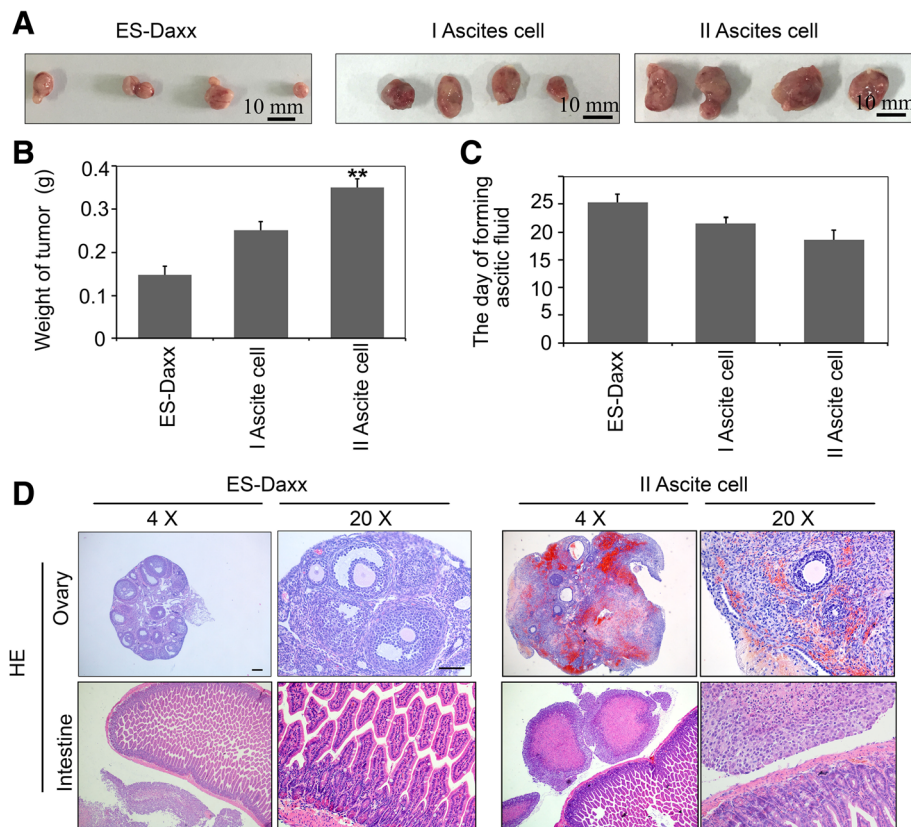 A
ES-Daxx
I Ascites cell
II Ascites cell
10 mm
10 mm
10 mm
B
Weight of tumor (g)
0.4
0.3
0.2
0.1
0
**
ES-Daxx
I Ascite cell
II Ascite cell
C
The day of forming
ascitic fluid
25
20
15
10
5
0
ES-Daxx
I Ascite cell
II Ascite cell
D
ES-Daxx
II Ascite cell
4 X
20 X
4 X
20 X
HE
Ovary
Intestine